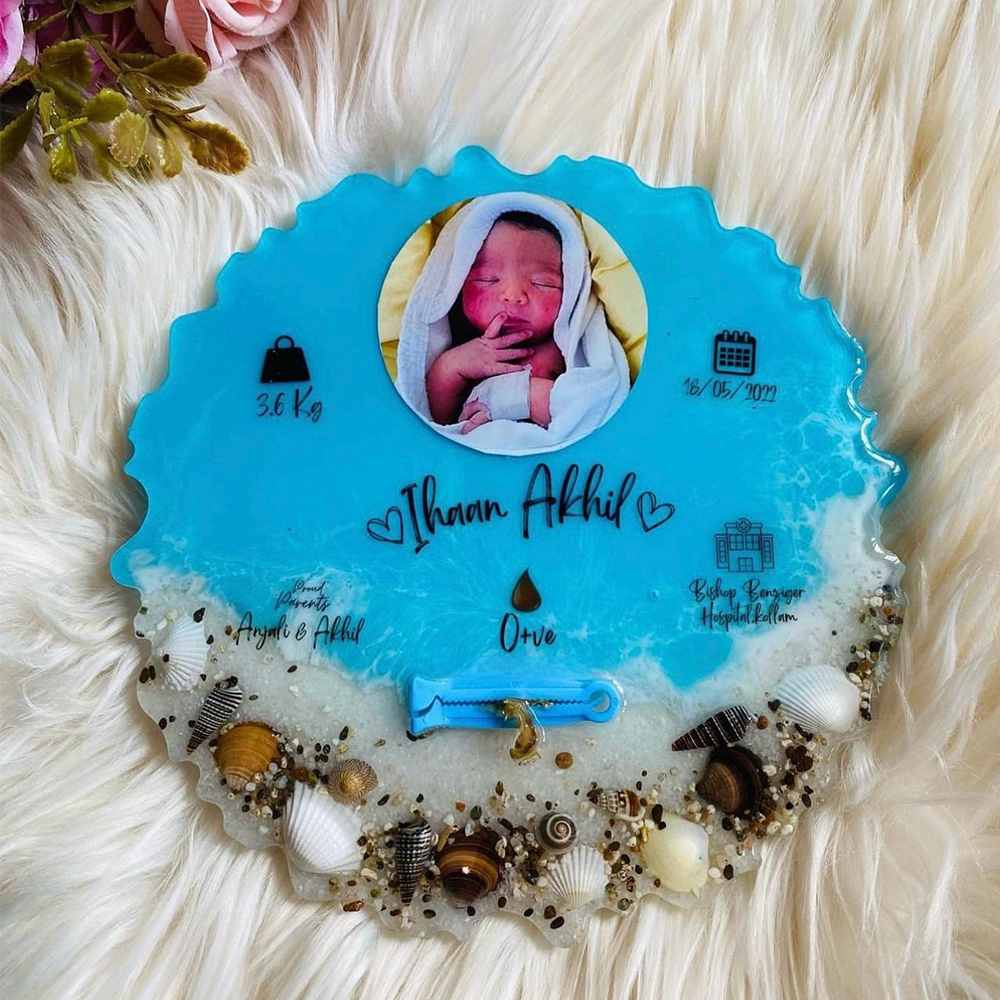 3.6 Kg
16/05/2022
Ihaan Akhil
Proud
Parents
Anjali & Akhil
O+ve
Bishop Benziger
Hospital,kollam